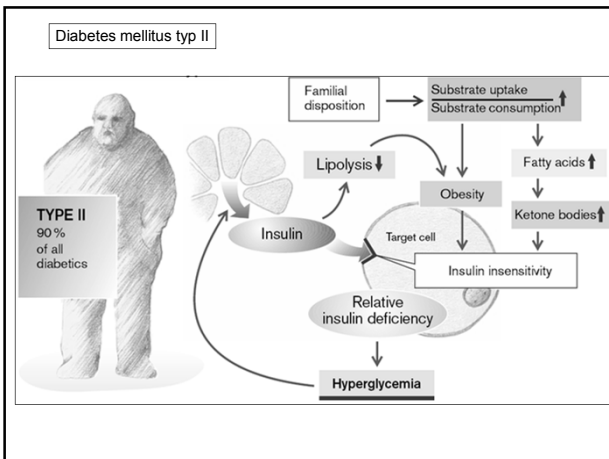 Diabetes mellitus typ II
Familial
disposition
Substrate uptake
Substrate consumption
Lipolysis
Fatty acids
Obesity
Ketone bodies
TYPE II
90 %
of all
diabetics
Insulin
Target cell
Insulin insensitivity
Relative
insulin deficiency
Hyperglycemia